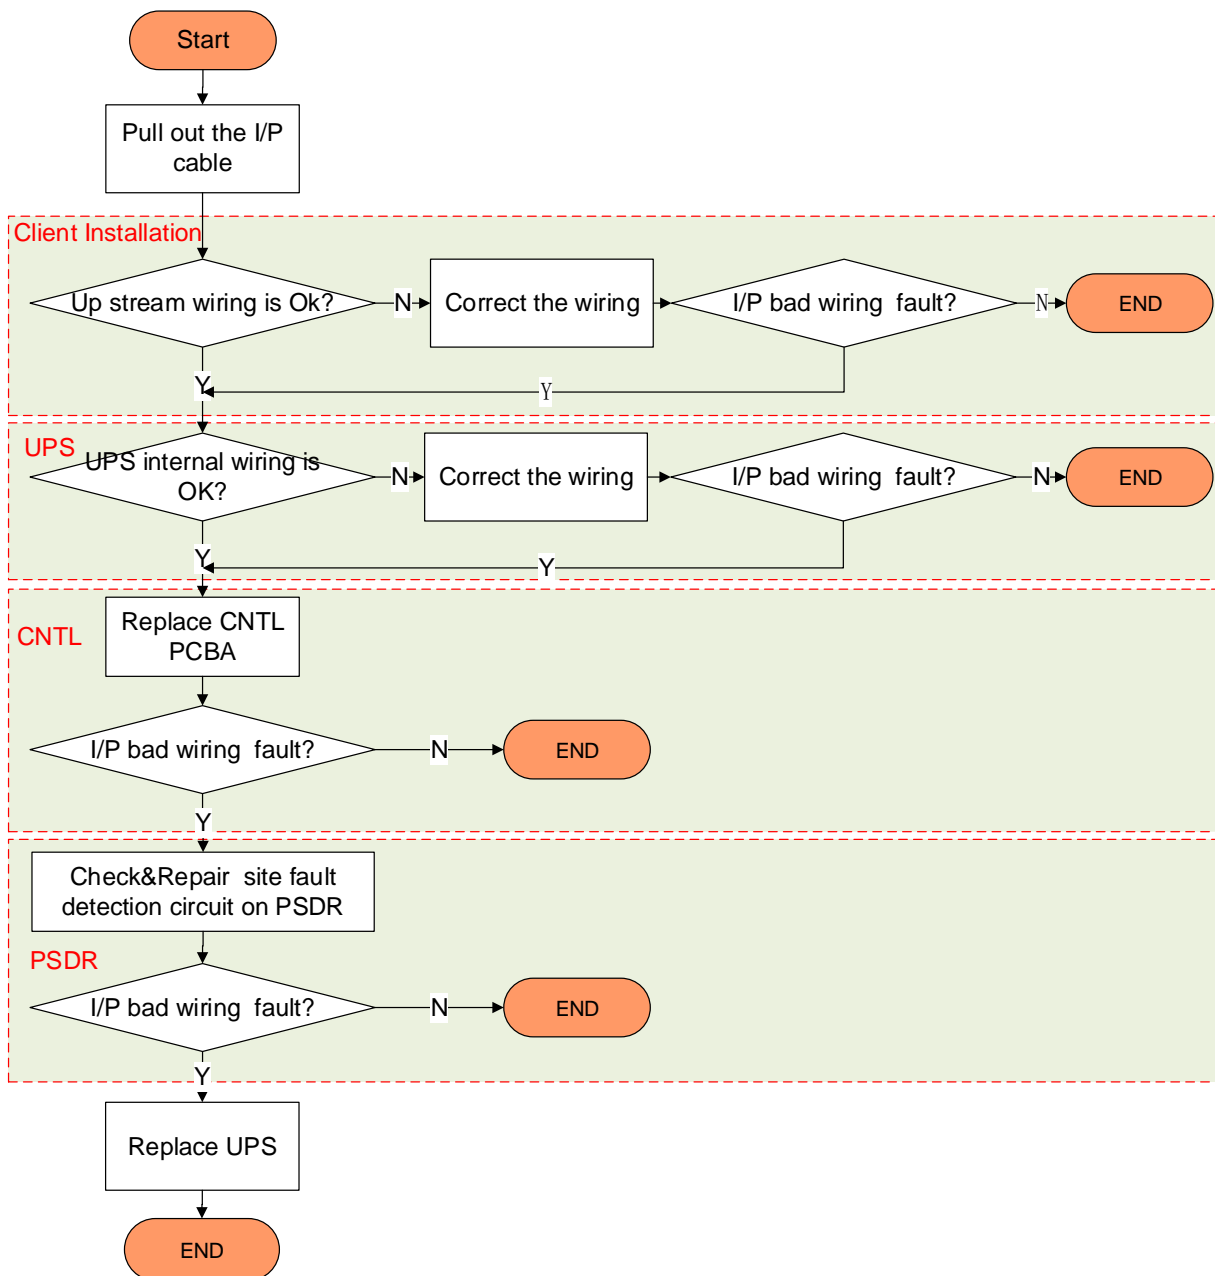 Start
Pull out the I/P
cable
Client Installation
Up stream wiring is Ok?
N
Correct the wiring
I/P bad wiring  fault?
N
END
Y
Y
UPS
UPS internal wiring is
OK?
N
Correct the wiring
I/P bad wiring  fault?
N
END
Y
Y
Replace CNTL
PCBA
CNTL
I/P bad wiring  fault?
N
END
Y
Check&Repair  site fault
detection circuit on PSDR
PSDR
I/P bad wiring  fault?
N
END
Y
Replace UPS
END